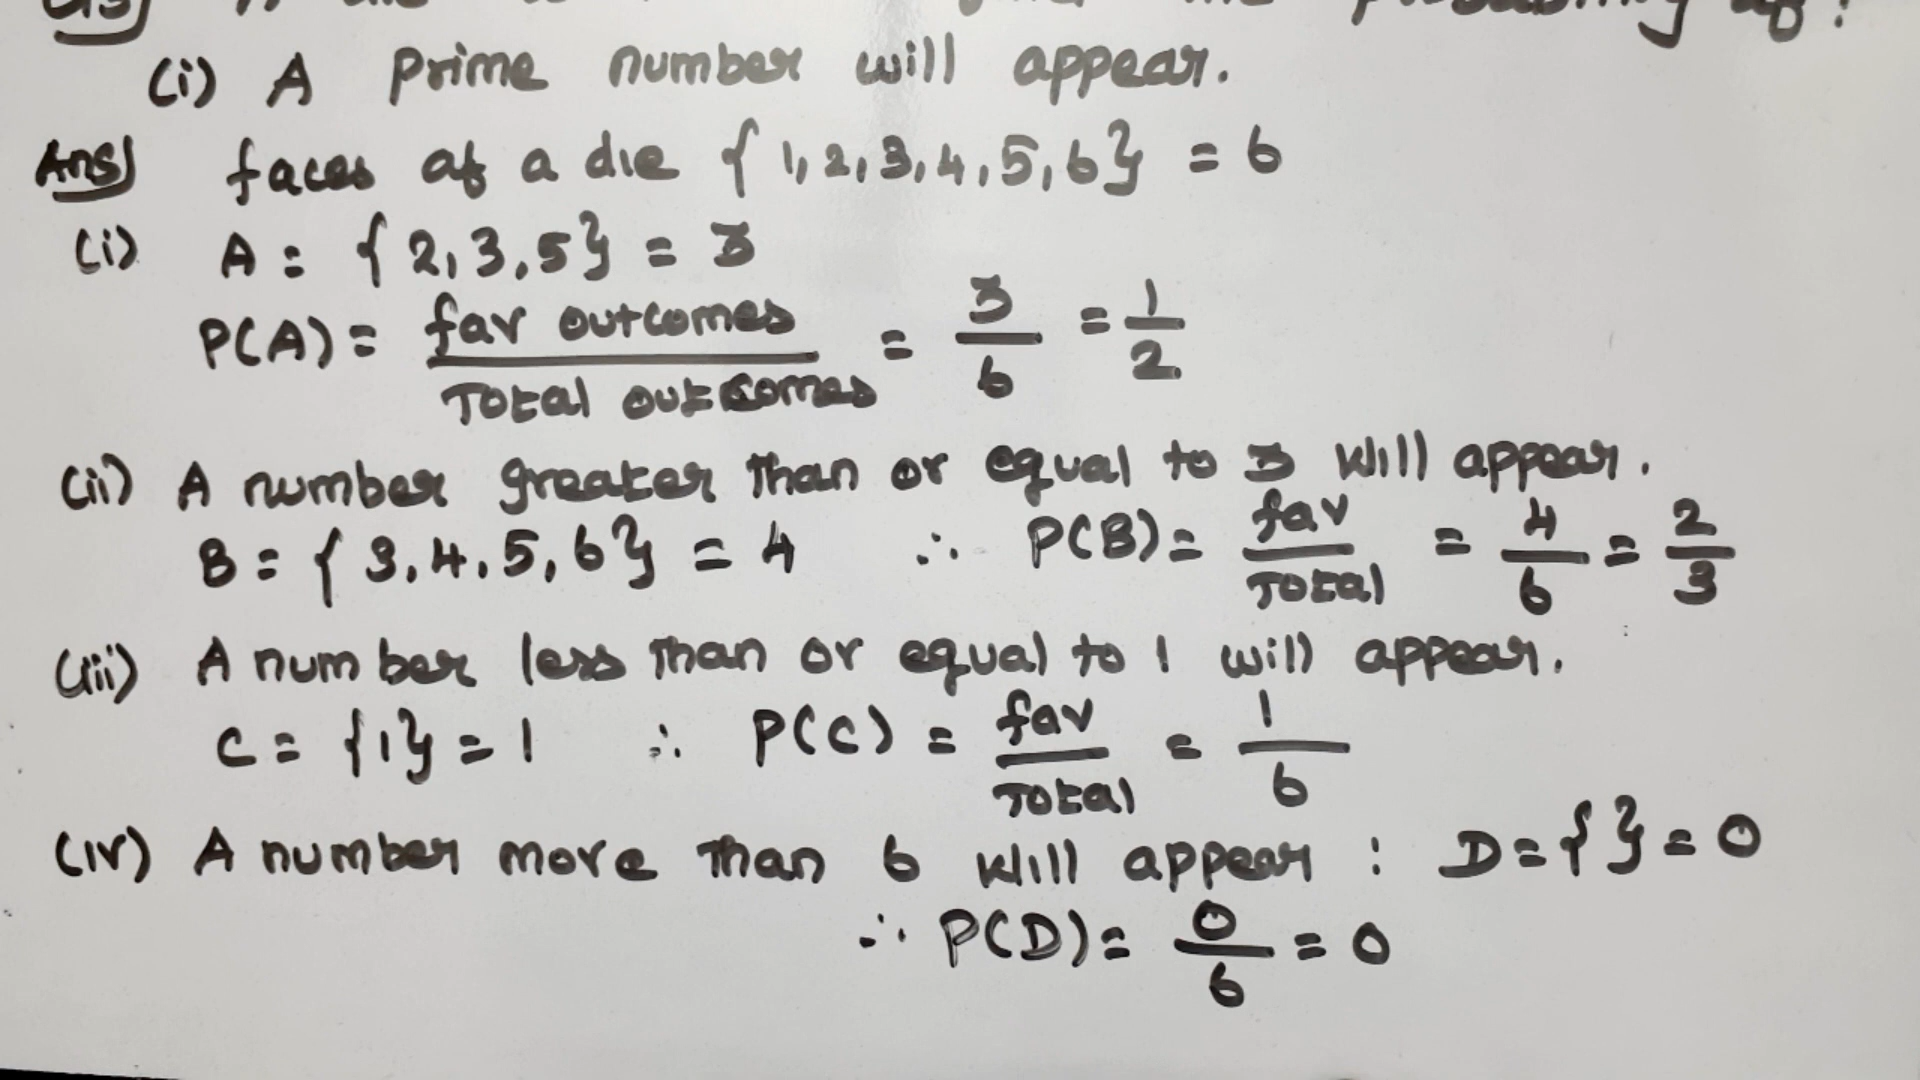 (i) A prime number will appear.
Ans) faces of a die { 1, 2, 3, 4, 5, 6} = 6
(i) A = { 2, 3, 5} = 3
P(A) = fav outcomes / Total outcomes = 3/6 = 1/2
(ii) A number greater than or equal to 3 will appear.
B = { 3, 4, 5, 6} = 4 ∴ P(B) = fav / Total = 4/6 = 2/3
(iii) A number less than or equal to 1 will appear.
C = {1} = 1 ∴ P(C) = fav / Total = 1/6
(iv) A number more than 6 will appear : D = { } = 0
∴ P(D) = 0/6 = 0